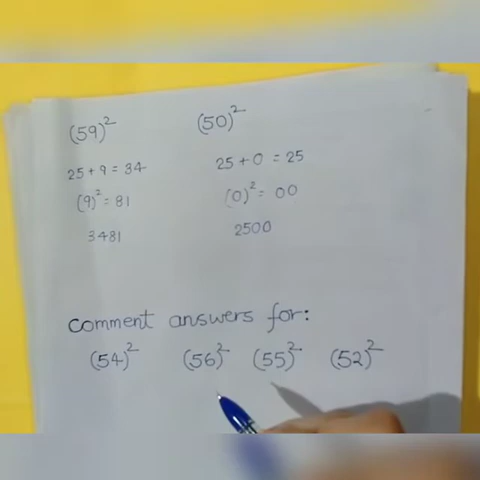 (59)² (50)²
25 + 9 = 34 25 + 0 = 25
(9)² = 81 (0)² = 00
3481 2500
Comment answers for:
(54)² (56)² (55)² (52)²